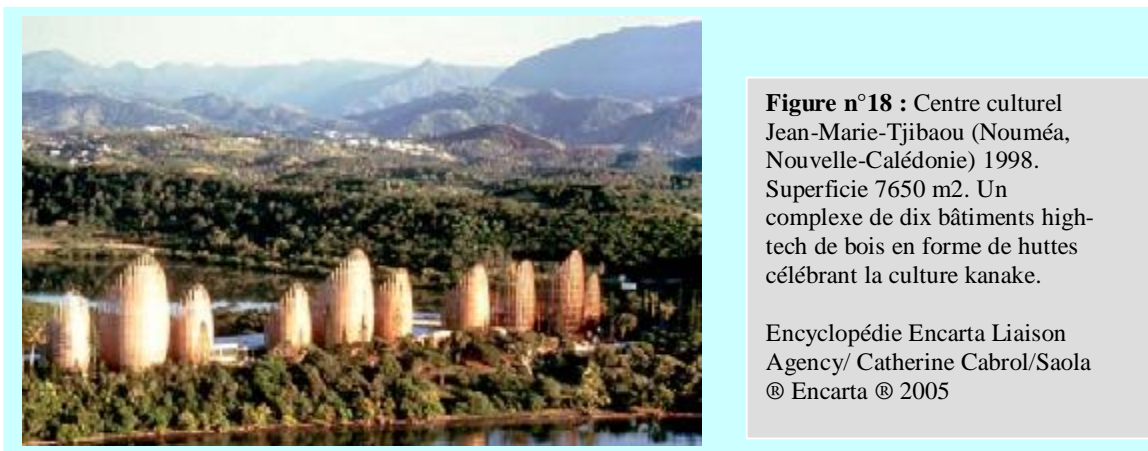 Figure n°18 : Centre culturel
Jean-Marie-Tjibaou (Nouméa,
Nouvelle-Calédonie) 1998.
Superficie 7650 m2. Un
complexe de dix bâtiments high-
tech de bois en forme de huttes
célébrant la culture kanake.
Encyclopédie Encarta Liaison
Agency/ Catherine Cabrol/Saola
® Encarta ® 2005